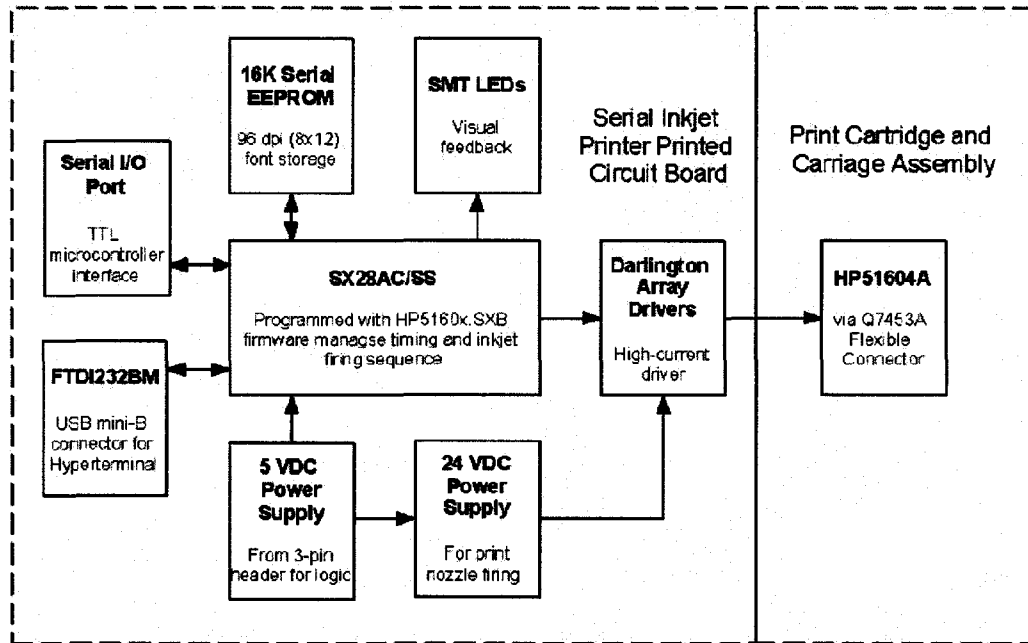 16K Serial
EEPROM
96 dpi (8x12)
font storage
SMT LEDs
Visual
feedback
Serial Inkjet
Printer Printed
Circuit Board
Print Cartridge and
Carriage Assembly
Serial I/O
Port
TTL
microcontroller
interface
SX28AC/SS
Programmed with HP5160x.SXB
firmware managse timing and inkjet
firing sequence
Darlington
Array
Drivers
High-current
driver
HP51604A
via Q7453A
Flexible
Connector
FTDI232BM
USB mini-B
connector for
Hyperterminal
5 VDC
Power
Supply
From 3-pin
header for logic
24 VDC
Power
Supply
For print
nozzle firing